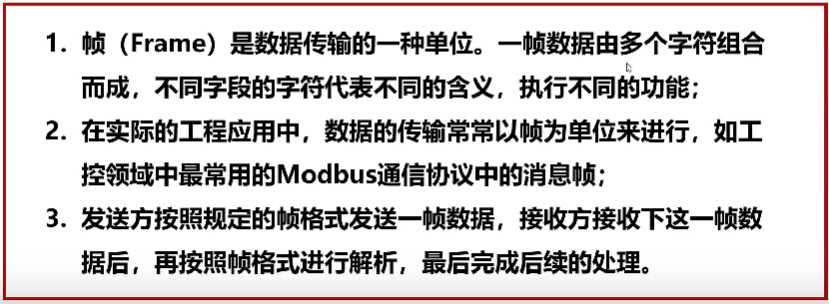 1. 帧（Frame）是数据传输的一种单位。一帧数据由多个字符组合
而成，不同字段的字符代表不同的含义，执行不同的功能；
2. 在实际的工程应用中，数据的传输常常以帧为单位来进行，如工
控领域中最常用的Modbus通信协议中的消息帧；
3. 发送方按照规定的帧格式发送一帧数据，接收方接收下这一帧数
据后，再按照帧格式进行解析，最后完成后续的处理。